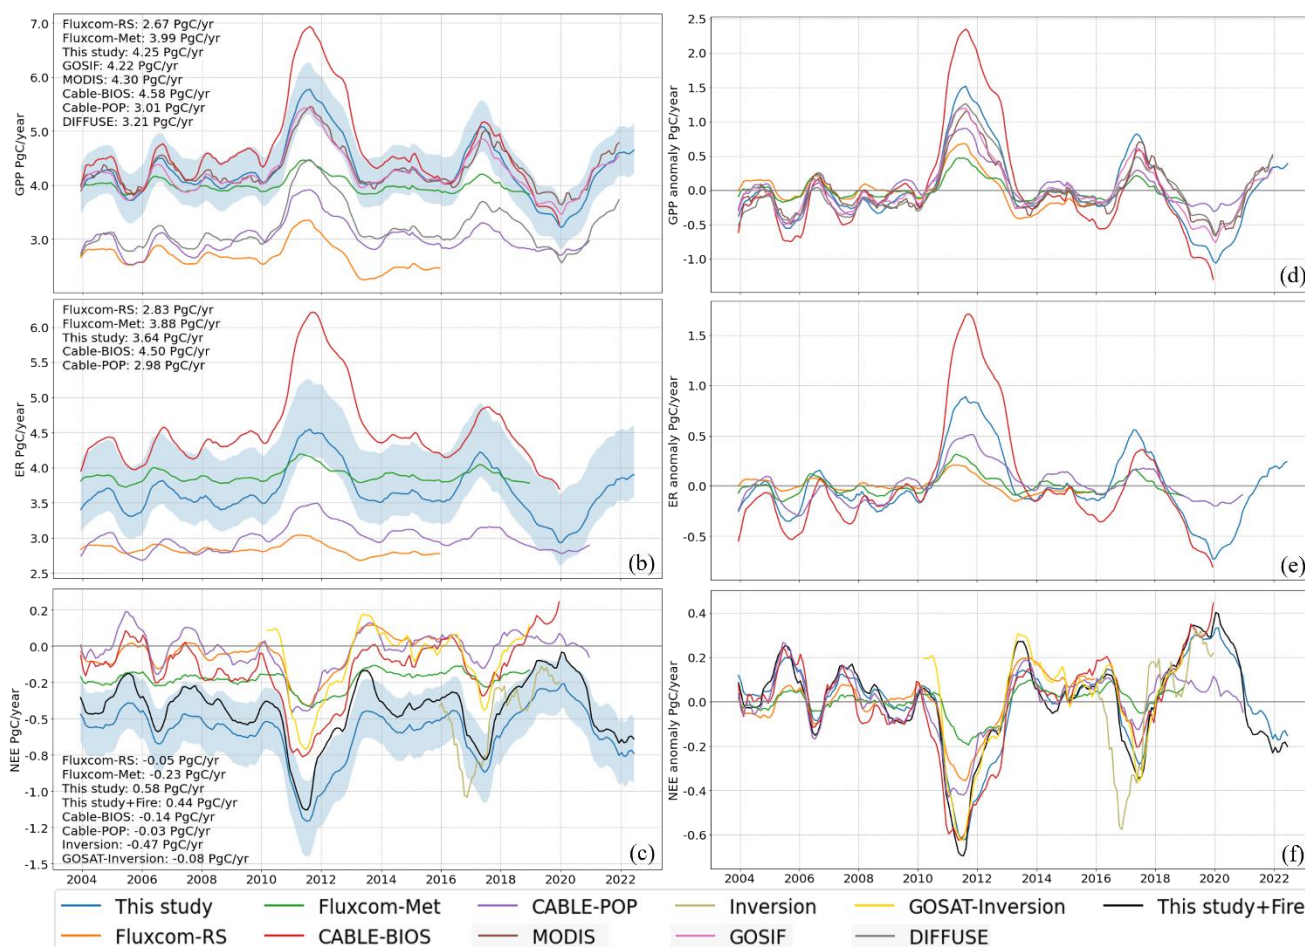 7.0
6.0
5.0
4.0
3.0
GPP PgC/year
Fluxcom-RS: 2.67 PgC/yr
Fluxcom-Met: 3.99 PgC/yr
This study: 4.25 PgC/yr
GOSIF: 4.22 PgC/yr
MODIS: 4.30 PgC/yr
Cable-BIOS: 4.58 PgC/yr
Cable-POP: 3.01 PgC/yr
DIFFUSE: 3.21 PgC/yr
2.5
2.0
1.5
1.0
0.5
0.0
-0.5
-1.0
GPP anomaly PgC/year
(d)
6.0
5.5
5.0
4.5
4.0
3.5
3.0
2.5
ER PgC/year
Fluxcom-RS: 2.83 PgC/yr
Fluxcom-Met: 3.88 PgC/yr
This study: 3.64 PgC/yr
Cable-BIOS: 4.50 PgC/yr
Cable-POP: 2.98 PgC/yr
(b)
1.5
1.0
0.5
0.0
-0.5
ER anomaly PgC/year
(e)
0.2
0.0
-0.2
-0.5
-0.8
-1.0
-1.2
-1.5
NEE PgC/year
Fluxcom-RS: -0.05 PgC/yr
Fluxcom-Met: -0.23 PgC/yr
This study: 0.58 PgC/yr
This study+Fire: 0.44 PgC/yr
Cable-BIOS: -0.14 PgC/yr
Cable-POP: -0.03 PgC/yr
Inversion: -0.47 PgC/yr
GOSAT-Inversion: -0.08 PgC/yr
(c)
2004 2006 2008 2010 2012 2014 2016 2018 2020 2022
0.4
0.2
0.0
-0.2
-0.4
-0.6
NEE anomaly PgC/year
(f)
2004 2006 2008 2010 2012 2014 2016 2018 2020 2022
This study Fluxcom-Met CABLE-POP Inversion GOSAT-Inversion This study+Fire
Fluxcom-RS CABLE-BIOS MODIS GOSIF DIFFUSE